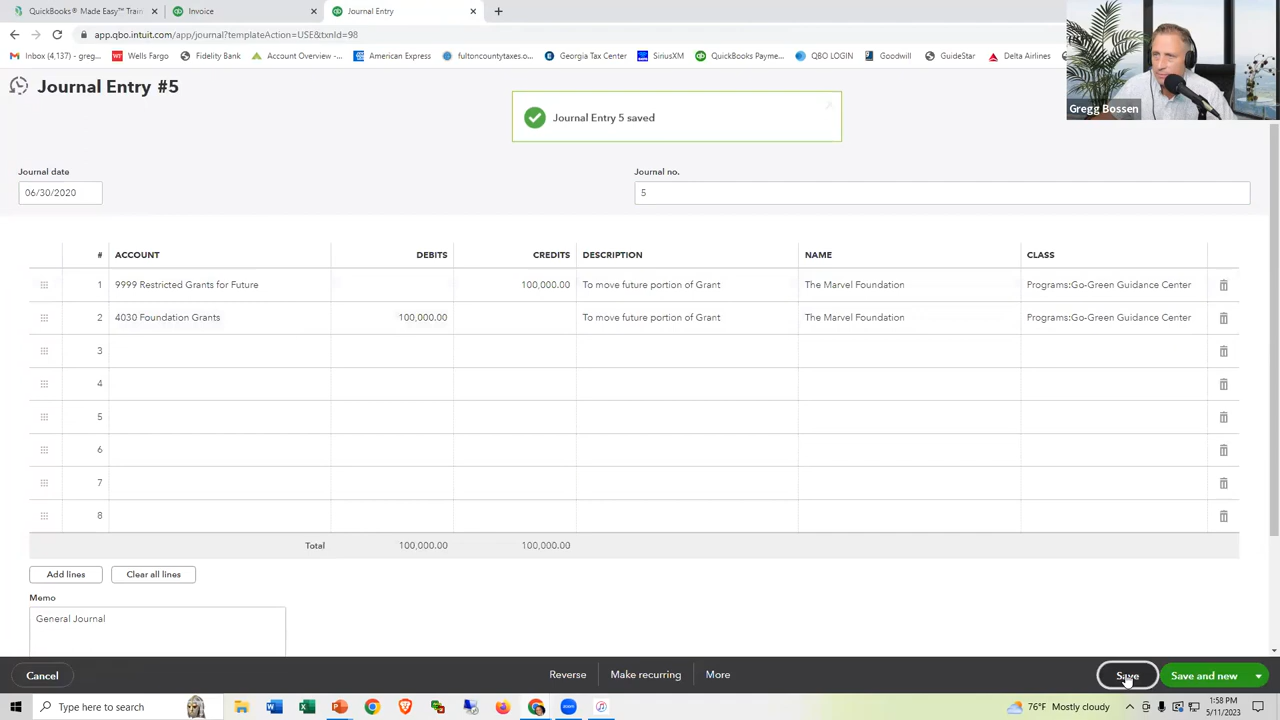 QuickBooks® Made Easy™ Train
Invoice
Journal Entry
app.qbo.intuit.com/app/journal?templateAction=USE&txnId=98
Inbox (4,137) - greg...
Wells Fargo
Fidelity Bank
Account Overview -...
American Express
fultoncountytaxes.o...
Georgia Tax Center
SiriusXM
QuickBooks Payme...
QBO LOGIN
Goodwill
GuideStar
Delta Airlines
Gregg Bossen
Journal Entry #5
Journal Entry 5 saved
Journal date
Journal no.
06/30/2020
5
# ACCOUNT DEBITS CREDITS DESCRIPTION NAME CLASS
1 9999 Restricted Grants for Future 100,000.00 To move future portion of Grant The Marvel Foundation Programs:Go-Green Guidance Center
2 4030 Foundation Grants 100,000.00 To move future portion of Grant The Marvel Foundation Programs:Go-Green Guidance Center
3
4
5
6
7
8
Total 100,000.00 100,000.00
Add lines
Clear all lines
Memo
General Journal
Cancel
Reverse
Make recurring
More
Save
Save and new
Type here to search
76°F Mostly cloudy
1:58 PM
5/11/2023